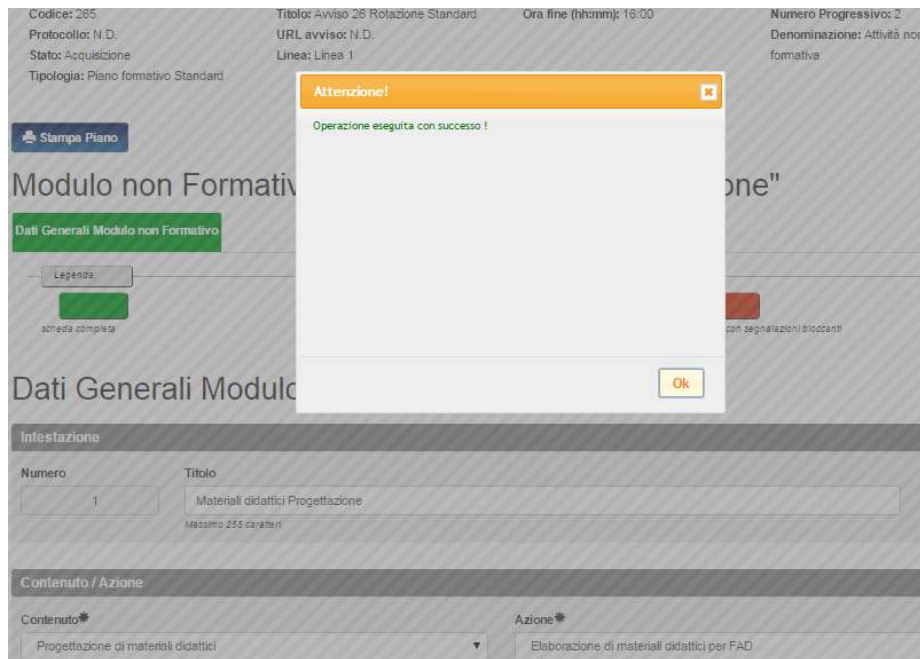 Codice: 265
Titolo: Avviso 26 Rotazione Standard
Ora fine (hh:mm): 16:00
Numero Progressivo: 2
Protocollo: N.D.
URL avviso: N.D.
Denominazione: Attività non
Stato: Acquisizione
Linea: Linea 1
formativa
Tipologia: Piano formativo Standard
Attenzione!
Operazione eseguita con successo !
Stampa Piano
Modulo non Formativ
one"
Dati Generali Modulo non Formativo
Legenda:
scheda completa
con segnalazioni bloccanti
Ok
Dati Generali Modulo
Intestazione
Numero
Titolo
1
Materiali didattici Progettazione
Massimo 255 caratteri.
Contenuto / Azione
Contenuto*
Azione*
Progettazione di materiali didattici
Elaborazione di materiali didattici per FAD